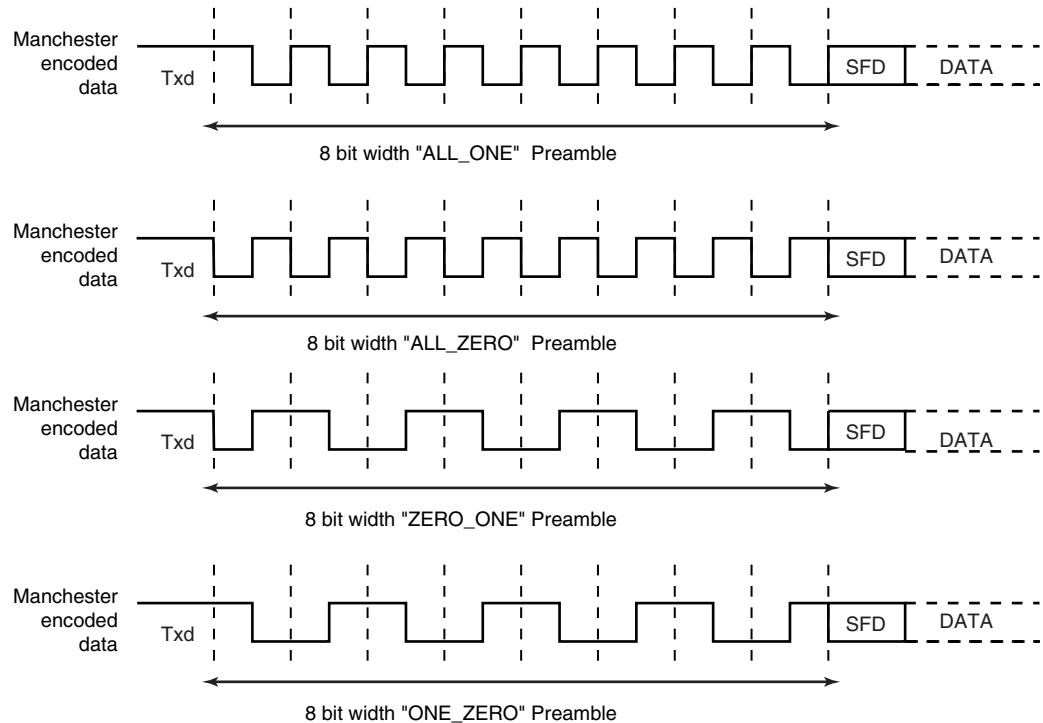 Manchester
encoded
data
Txd
SFD
DATA
8 bit width "ALL_ONE" Preamble
Manchester
encoded
data
Txd
SFD
DATA
8 bit width "ALL_ZERO" Preamble
Manchester
encoded
data
Txd
SFD
DATA
8 bit width "ZERO_ONE" Preamble
Manchester
encoded
data
Txd
SFD
DATA
8 bit width "ONE_ZERO" Preamble